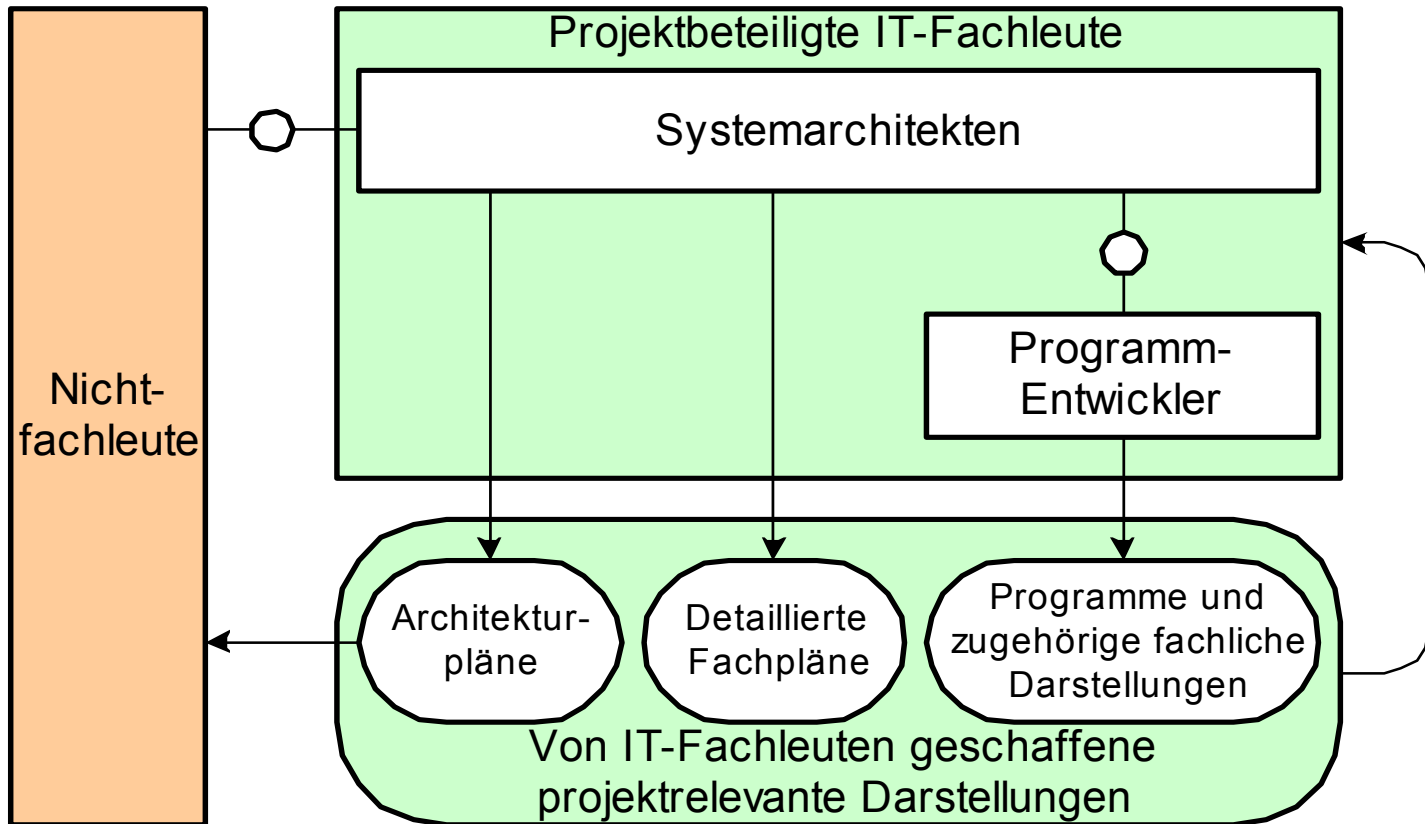 Projektbeteiligte IT-Fachleute
Systemarchitekten
Programm-
Entwickler
Nicht-
fachleute
Architektur-
pläne
Detaillierte
Fachpläne
Programme und
zugehörige fachliche
Darstellungen
Von IT-Fachleuten geschaffene
projektrelevante Darstellungen